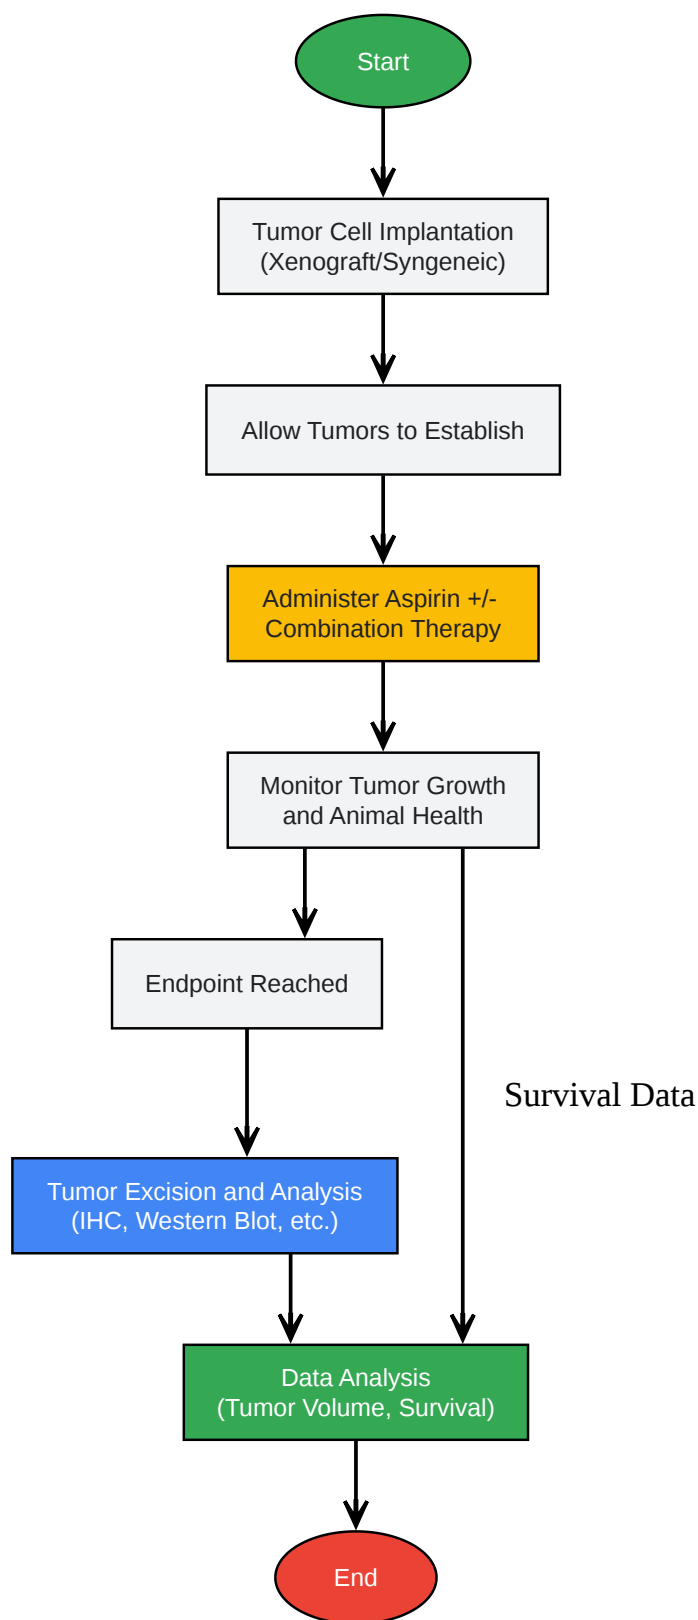 Start
Tumor Cell Implantation
(Xenograft/Syngeneic)
Allow Tumors to Establish
Administer Aspirin +/-
Combination Therapy
Monitor Tumor Growth
and Animal Health
Endpoint Reached
Survival Data
Tumor Excision and Analysis
(IHC, Western Blot, etc.)
Data Analysis
(Tumor Volume, Survival)
End